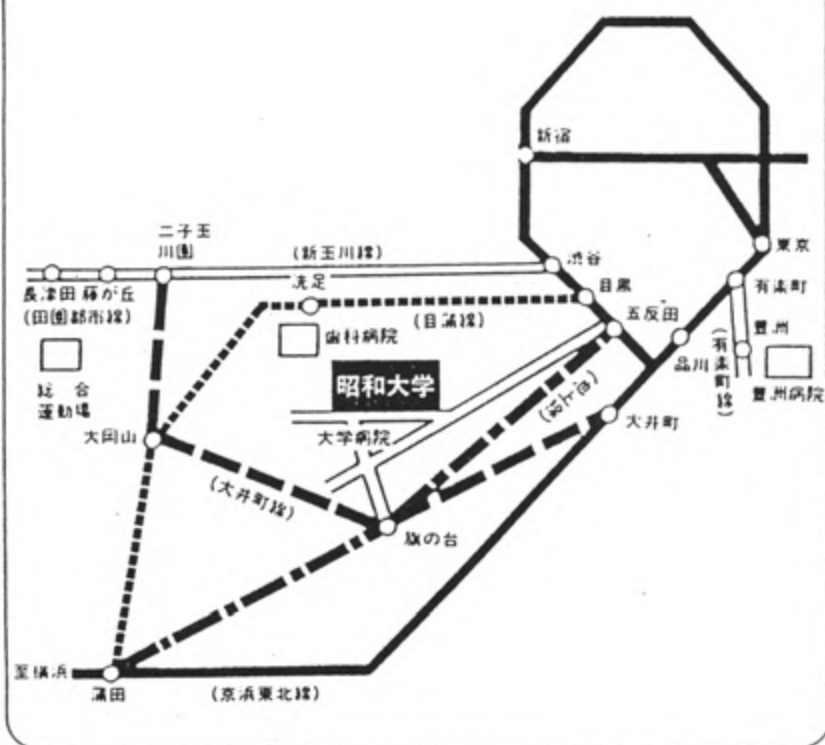 新宿
東京
二子玉
川園
(新玉川線)
渋谷
長津田
藤が丘
(田園都市線)
洗足
目黒
有楽町
(目蒲線)
五反田
豊洲
総合
運動場
歯科病院
品川
(有楽町線)
豊洲病院
昭和大学
(池上線)
大井町
大岡山
大学病院
(大井町線)
旗の台
至横浜
蒲田
(京浜東北線)